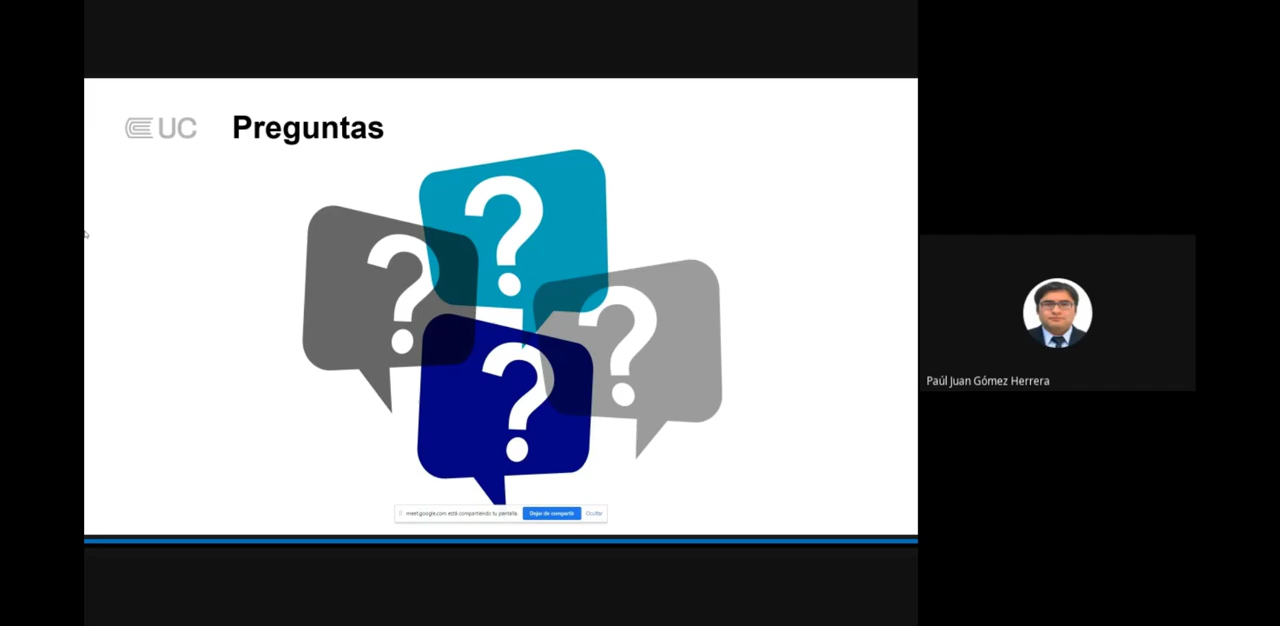 UC
Preguntas
?
?
?
?
meet.google.com está compartiendo tu pantalla.
Dejar de compartir
Ocultar
Paúl Juan Gómez Herrera